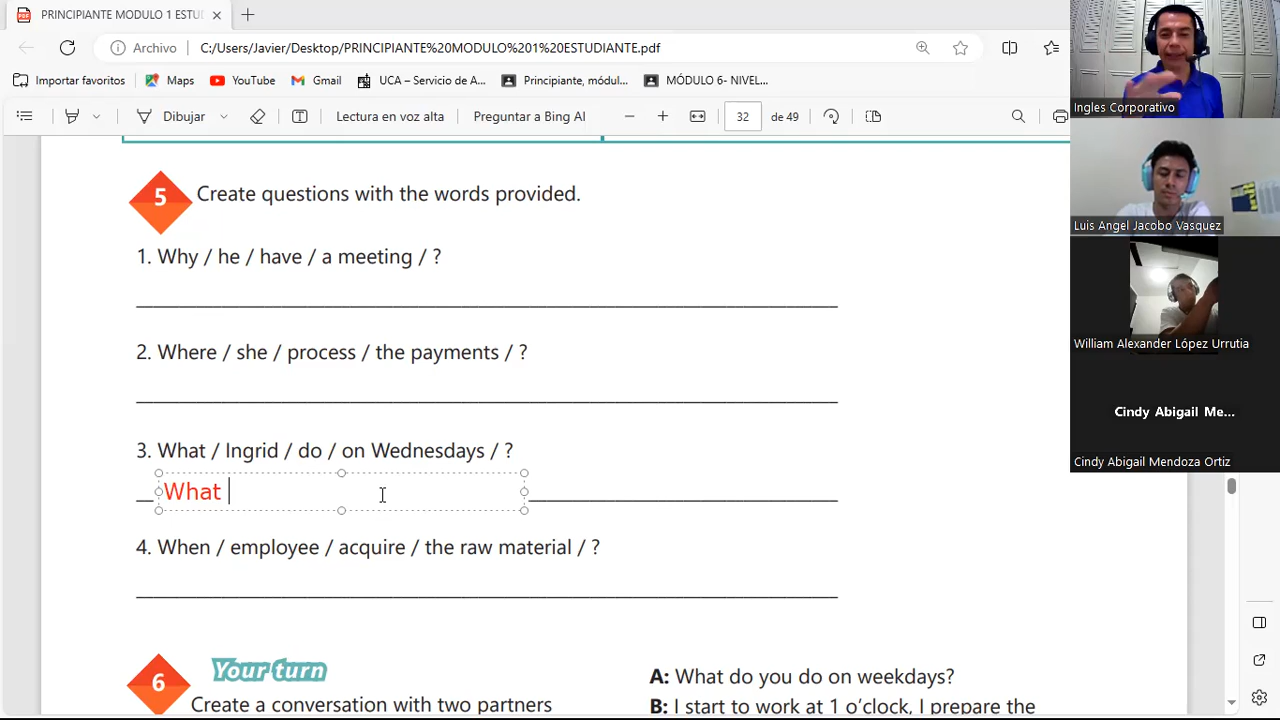 PRINCIPIANTE MODULO 1 ESTU
Archivo
C:/Users/Javier/Desktop/PRINCIPIANTE%20MODULO%201%20ESTUDIANTE.pdf
Importar favoritos
Maps
YouTube
Gmail
UCA – Servicio de A...
Principiante, módul...
MÓDULO 6- NIVEL...
Dibujar
Lectura en voz alta
Preguntar a Bing AI
32
de 49
5 Create questions with the words provided.
1. Why / he / have / a meeting / ?
2. Where / she / process / the payments / ?
3. What / Ingrid / do / on Wednesdays / ?
What
4. When / employee / acquire / the raw material / ?
6 Your turn
Create a conversation with two partners
A: What do you do on weekdays?
B: I start to work at 1 o’clock, I prepare the
Ingles Corporativo
Luis Angel Jacobo Vasquez
William Alexander López Urrutia
Cindy Abigail Me...
Cindy Abigail Mendoza Ortiz